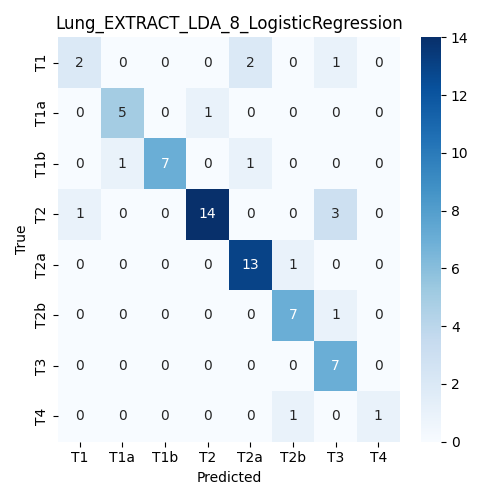 Lung_EXTRACT_LDA_8_LogisticRegression
T1 2 0 0 0 2 0 1 0
T1a 0 5 0 1 0 0 0 0
T1b 0 1 7 0 1 0 0 0
T2 1 0 0 14 0 0 3 0
T2a 0 0 0 0 13 1 0 0
T2b 0 0 0 0 0 7 1 0
T3 0 0 0 0 0 0 7 0
T4 0 0 0 0 0 1 0 1
T1 T1a T1b T2 T2a T2b T3 T4
Predicted
True
14
12
10
8
6
4
2
0